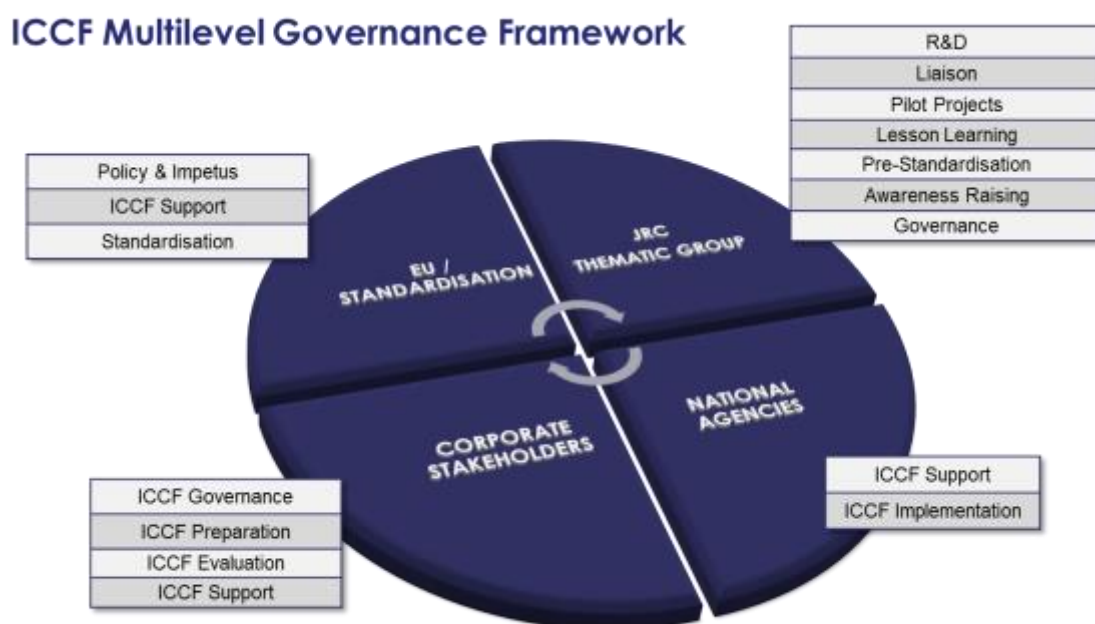 ICCF Multilevel Governance Framework
R&D
Liaison
Pilot Projects
Lesson Learning
Pre-Standardisation
Awareness Raising
Governance
Policy & Impetus
ICCF Support
Standardisation
EU /
STANDARDISATION
JRC
THEMATIC GROUP
CORPORATE
STAKEHOLDERS
NATIONAL
AGENCIES
ICCF Governance
ICCF Preparation
ICCF Evaluation
ICCF Support
ICCF Support
ICCF Implementation